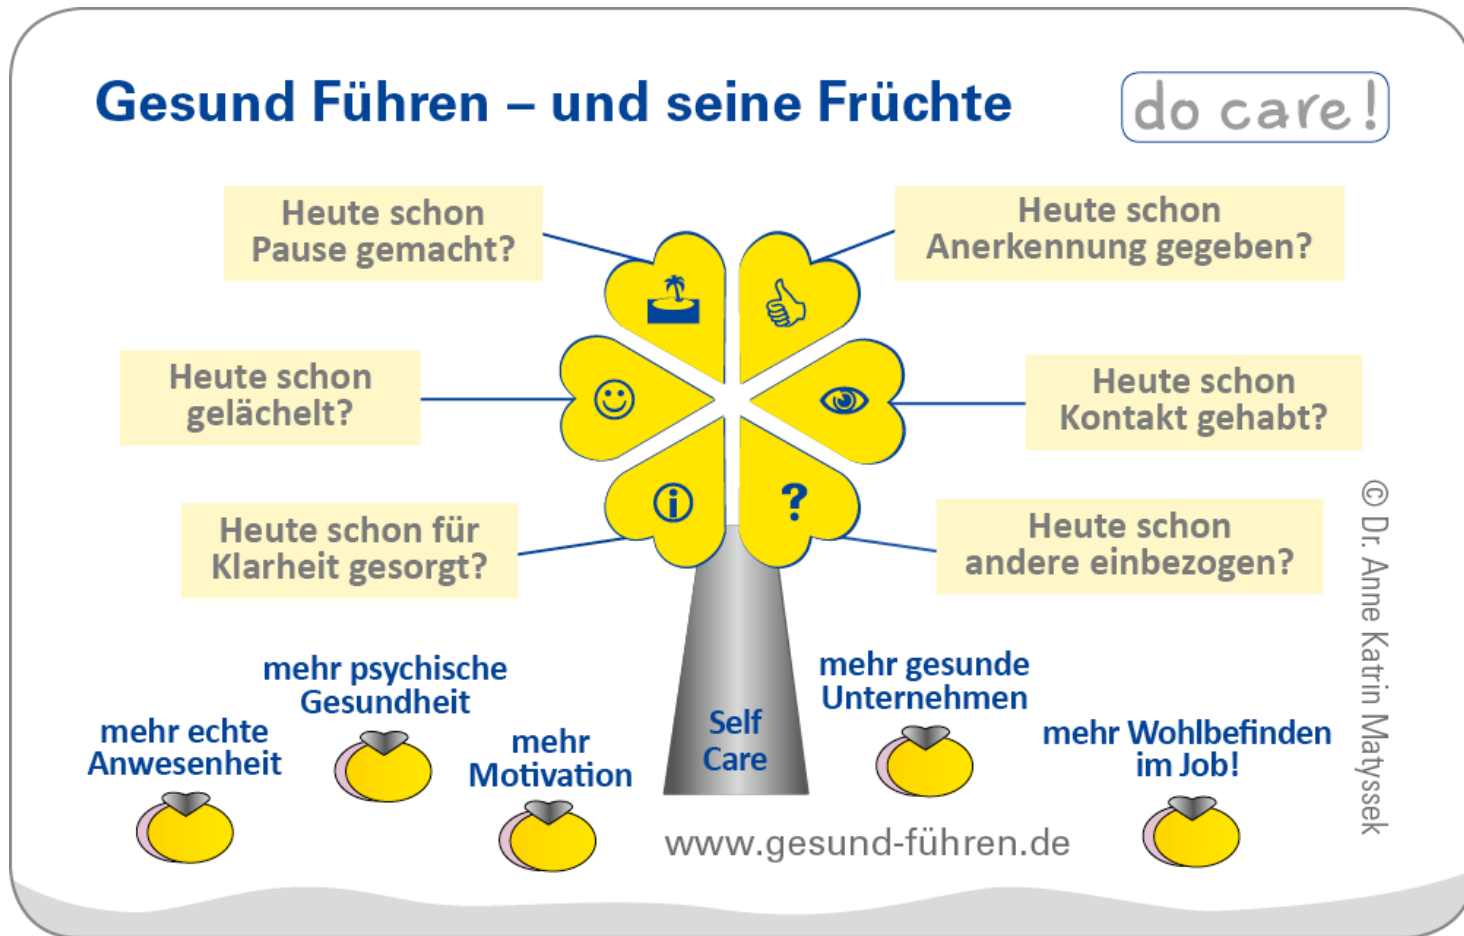 Gesund Führen – und seine Früchte
do care!
Heute schon
Pause gemacht?
Heute schon
Anerkennung gegeben?
Heute schon
gelächelt?
Heute schon
Kontakt gehabt?
Heute schon für
Klarheit gesorgt?
Heute schon
andere einbezogen?
i
?
mehr echte
Anwesenheit
mehr psychische
Gesundheit
mehr
Motivation
Self
Care
mehr gesunde
Unternehmen
mehr Wohlbefinden
im Job!
www.gesund-führen.de
© Dr. Anne Katrin Matyssek